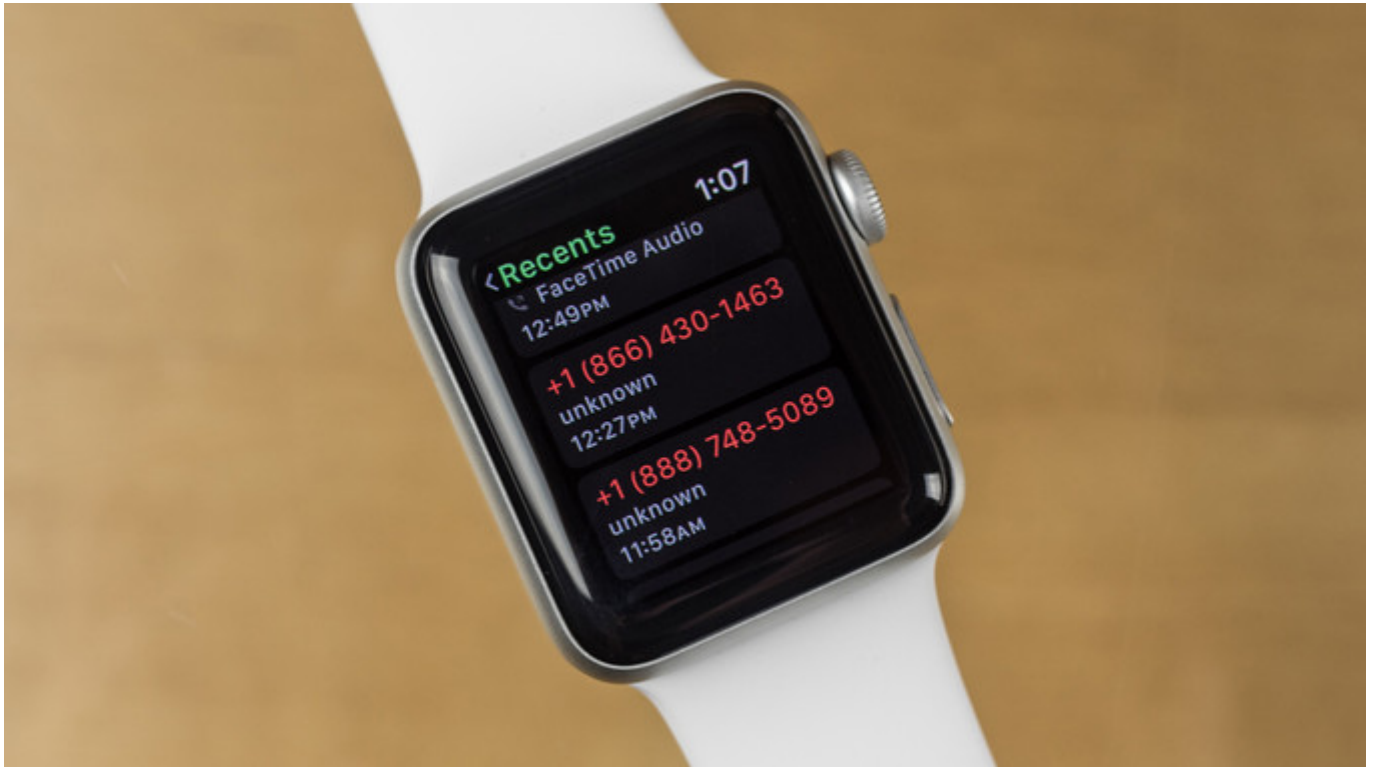 1:07
<Recents
FaceTime Audio
12:49PM
+1 (866) 430-1463
unknown
12:27PM
+1 (888) 748-5089
unknown
11:58AM